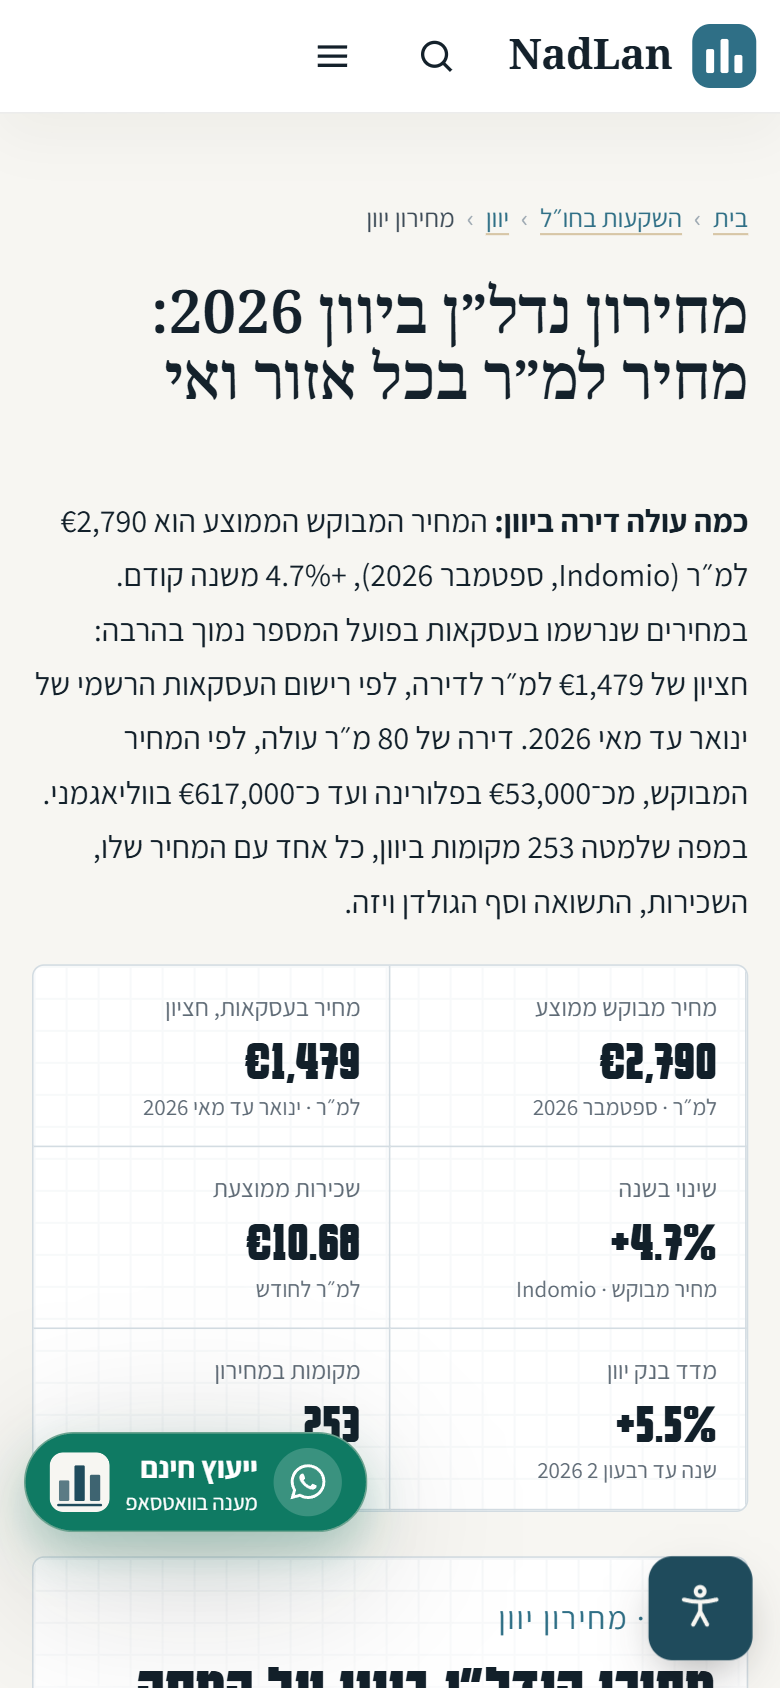 NadLan
בית › השקעות בחו״ל › יוון › מחירון יוון
מחירון נדל״ן ביוון 2026:
מחיר למ״ר בכל אזור ואי
כמה עולה דירה ביוון: המחיר המבוקש הממוצע הוא €2,790
למ״ר (Indomio, ספטמבר 2026), +4.7% משנה קודם.
במחירים שנרשמו בעסקאות בפועל המספר נמוך בהרבה:
חציון של €1,479 למ״ר לדירה, לפי רישום העסקאות הרשמי של
ינואר עד מאי 2026. דירה של 80 מ״ר עולה, לפי המחיר
המבוקש, מכ־€53,000 בפלורינה ועד כ־€617,000 בווליאגמני.
במפה שלמטה 253 מקומות ביוון, כל אחד עם המחיר שלו,
השכירות, התשואה וסף הגולדן ויזה.
מחיר מבוקש ממוצע
€2,790
למ״ר · ספטמבר 2026
מחיר בעסקאות, חציון
€1,479
למ״ר · ינואר עד מאי 2026
שינוי בשנה
+4.7%
מחיר מבוקש · Indomio
שכירות ממוצעת
€10.68
למ״ר לחודש
מדד בנק יוון
+5.5%
שנה עד רבעון 2 2026
מקומות במחירון
253
ייעוץ חינם
מענה בוואטסאפ
· מחירון יוון
מחירי הנדל״ן ביוון על המפה